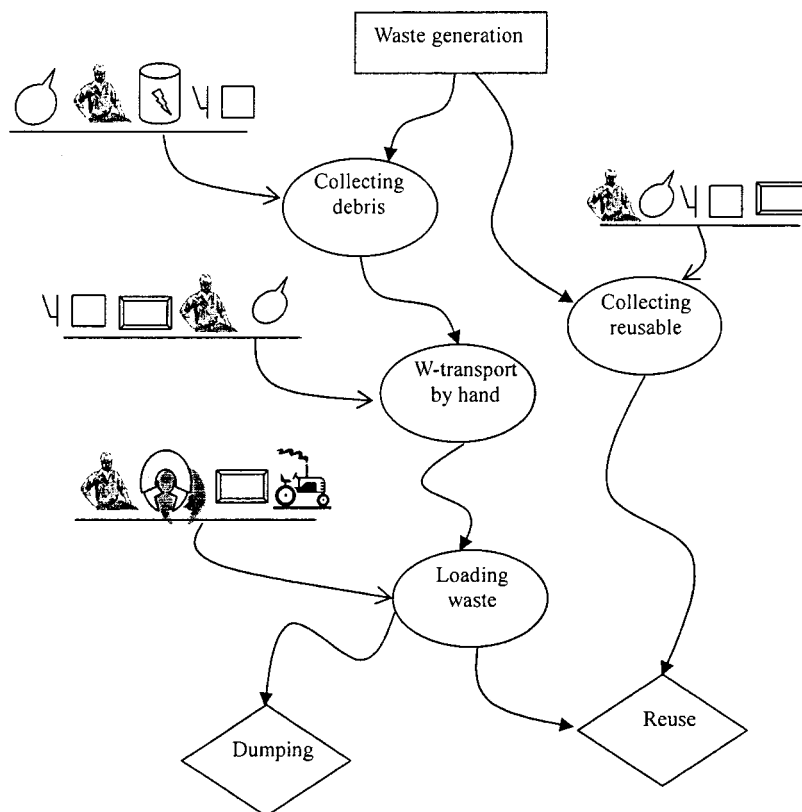 Waste generation
Collecting
debris
Collecting
reusable
W-transport
by hand
Loading
waste
Dumping
Reuse